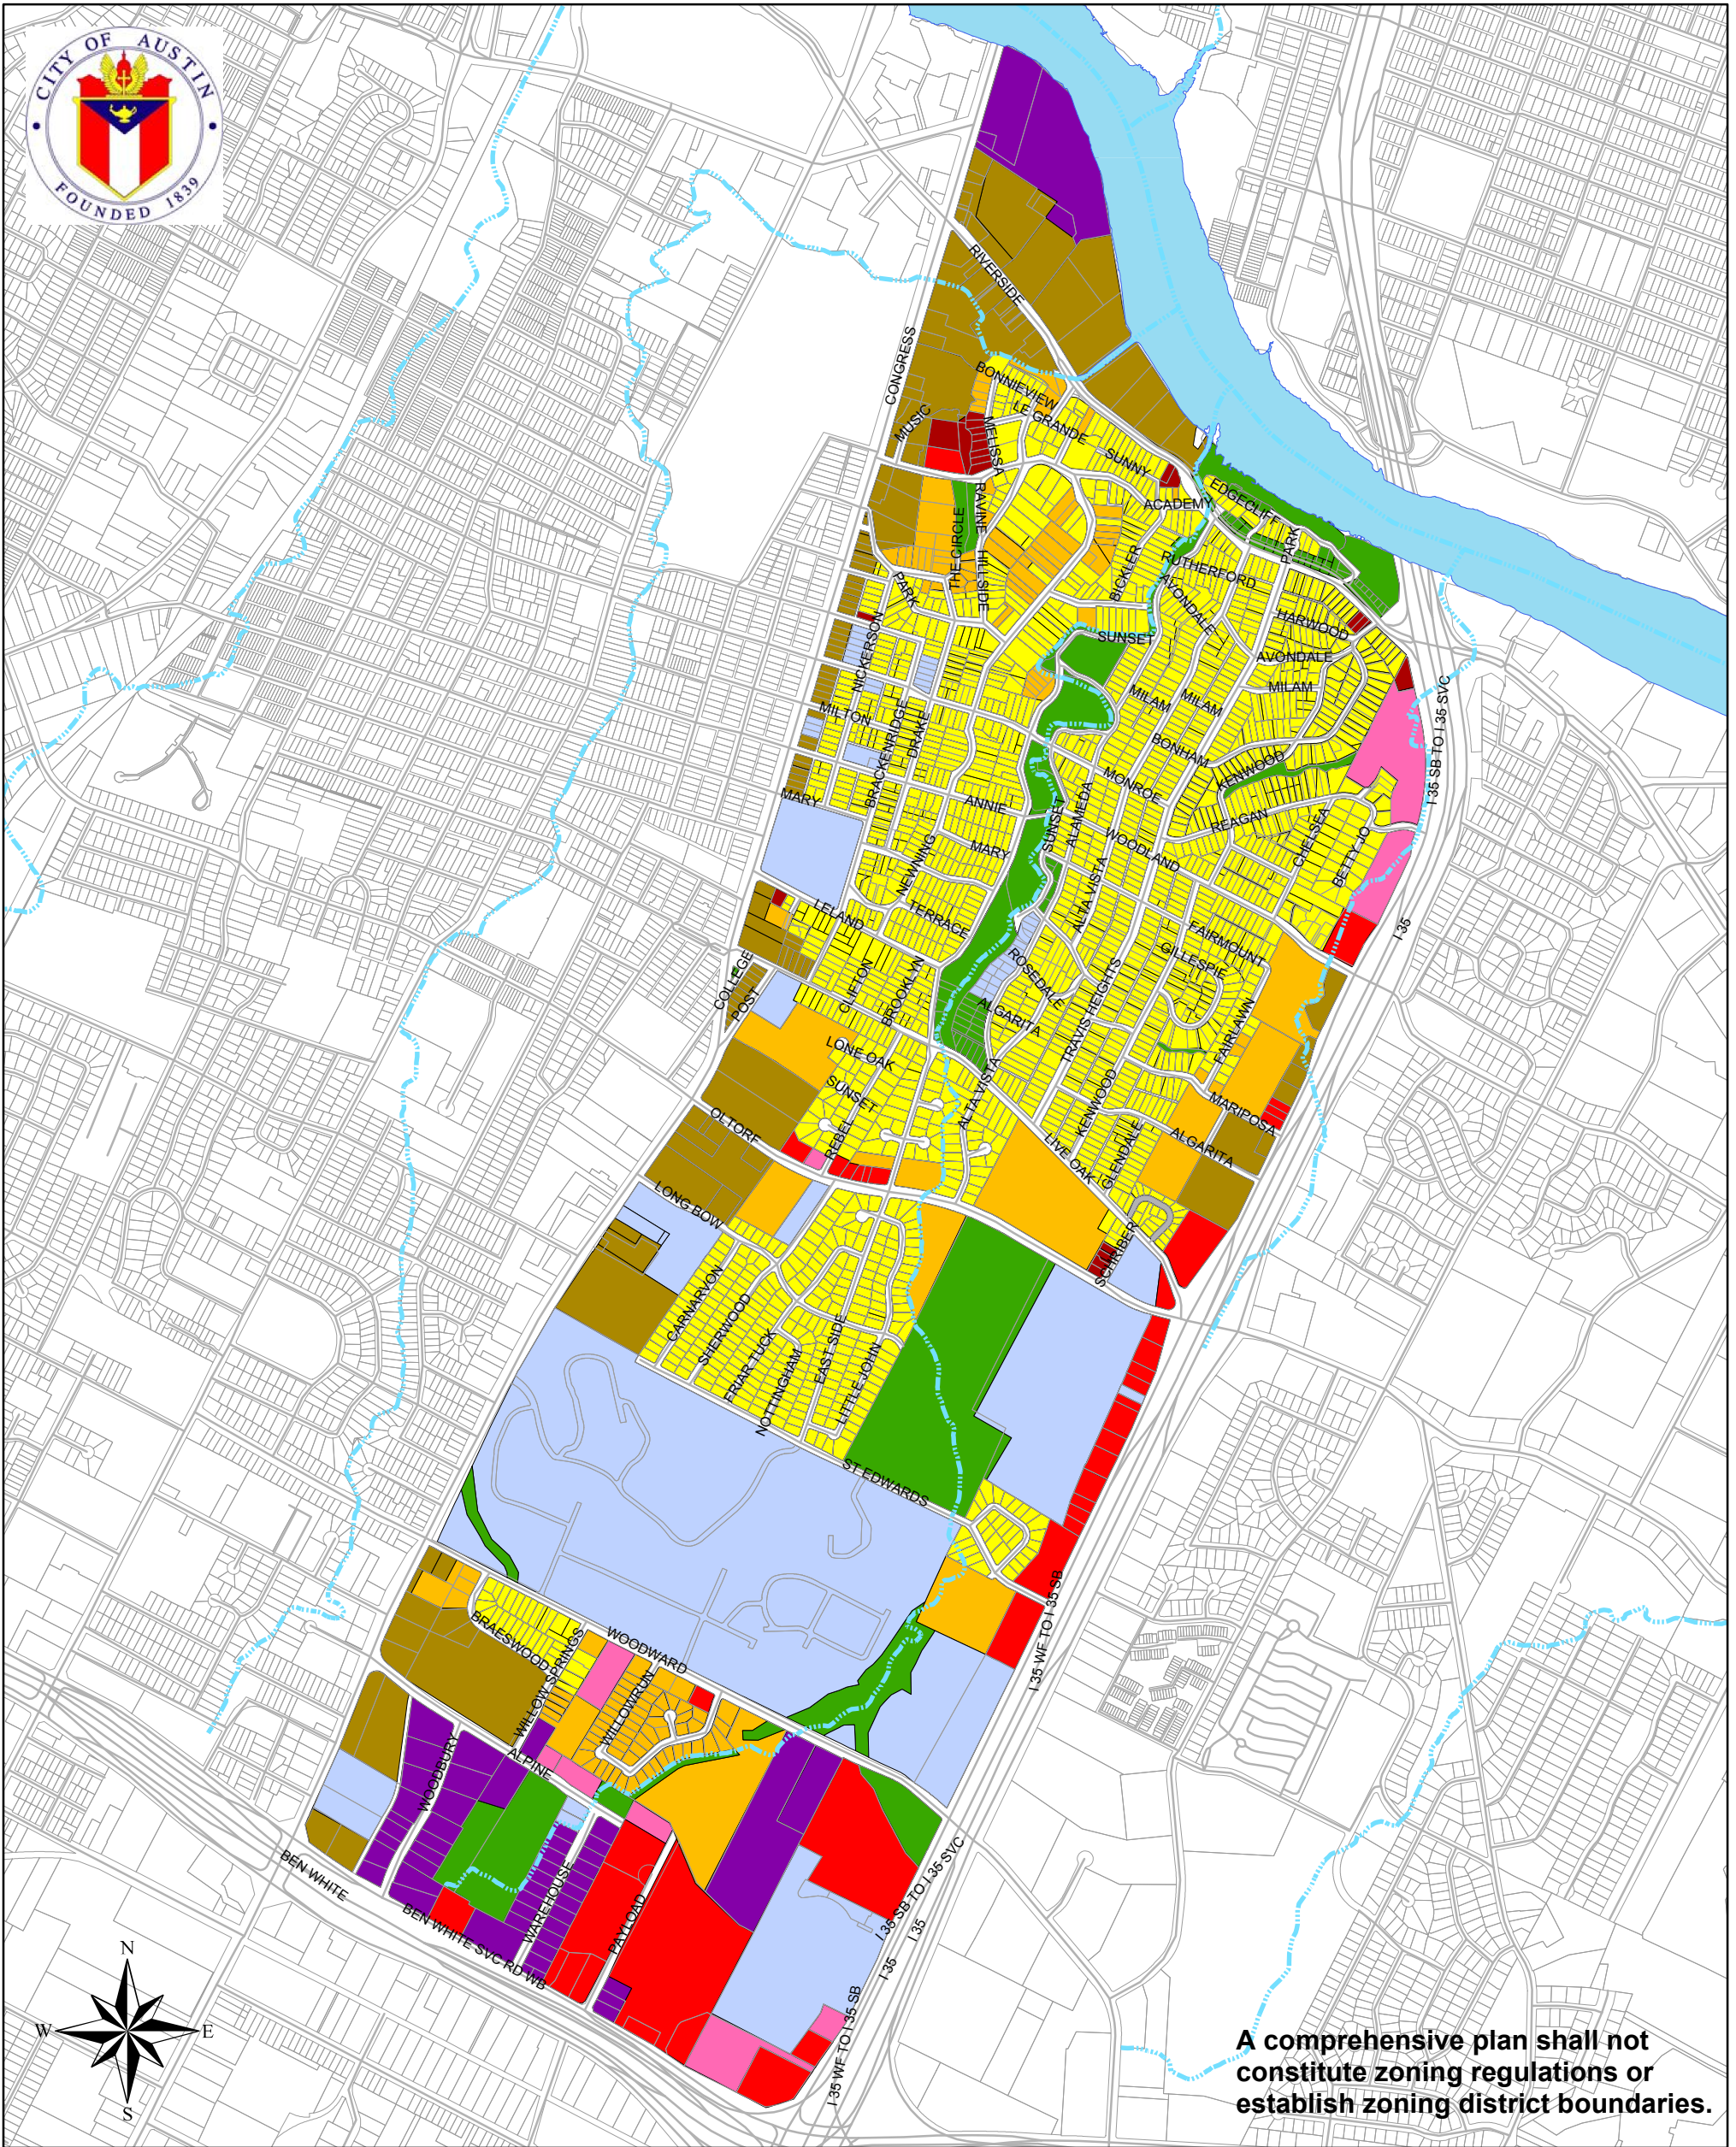 CITY OF AUSTIN
FOUNDED 1839
RIVERSIDE
CONGRESS
BONNIEVIEW
LE GRANDE
MUSIC
MELISSA
SUNNY
EDGECLIFF
ACADEMY
RAVINE
THE CIRCLE
HILLSIDE
PARK
BICKLER
RUTHERFORD
PARK
AVONDALE
HARWOOD
NICKERSON
SUNSET
AVONDALE
MILAM
MILAM
MILAM
I 35 SB TO I 35 SVC
MILTON
BRACKENRIDGE
DRAKE
BONHAM
KENWOOD
MONROE
MARY
ANNIE
SUNSET
ALAMEDA
REAGAN
CHELSEA
WOODLAND
BETTY JO
MARY
NEWNING
ALTA VISTA
LELAND
TERRACE
FAIRMOUNT
I 35
GILLESPIE
ROSEDALE
COLLEGE
POST
CLIFTON
BROOKLYN
ALGARITA
TRAVIS HEIGHTS
FAIRLAWN
LONE OAK
SUNSET
ALTA VISTA
KENWOOD
MARIPOSA
OLTORF
REBEL
LIVE OAK
GLENDALE
ALGARITA
LONG BOW
SCHRIBER
CARNARVON
SHERWOOD
FRIAR TUCK
NOTTINGHAM
EAST SIDE
LITTLE JOHN
ST EDWARDS
I 35 WF TO I 35 SB
BRAESWOOD
WILLOW SPRINGS
WOODWARD
WILLOWRUN
ALPINE
WOODBURY
BEN WHITE
WAREHOUSE
PAYLOAD
BEN WHITE SVC RD WB
I 35 SB TO I 35 SVC
I 35
I 35
I 35 WF TO I 35 SB
N
W
E
S
A comprehensive plan shall not
constitute zoning regulations or
establish zoning district boundaries.